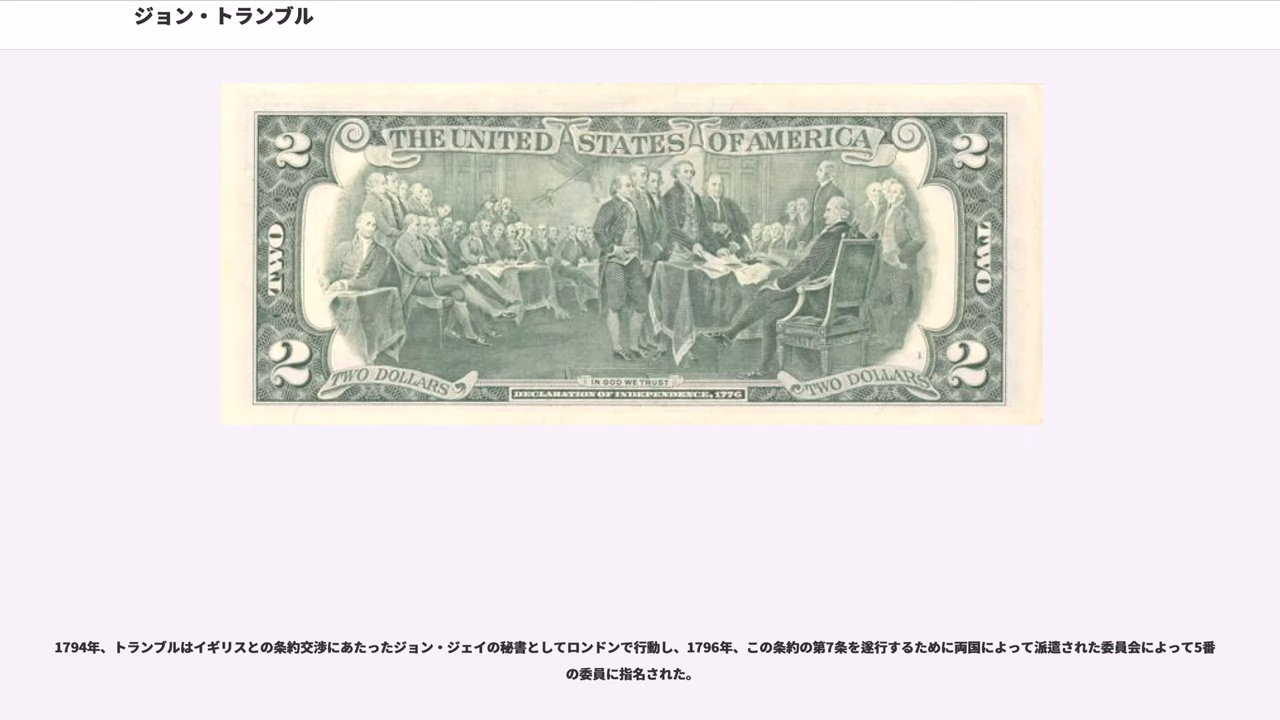 ジョン・トランブル
THE UNITED STATES OF AMERICA
2 2
TWO TWO
2 2
TWO DOLLARS TWO DOLLARS
IN GOD WE TRUST
DECLARATION OF INDEPENDENCE, 1776
1
1794年、トランブルはイギリスとの条約交渉にあたったジョン・ジェイの秘書としてロンドンで行動し、1796年、この条約の第7条を遂行するために両国によって派遣された委員会によって5番
の委員に指名された。